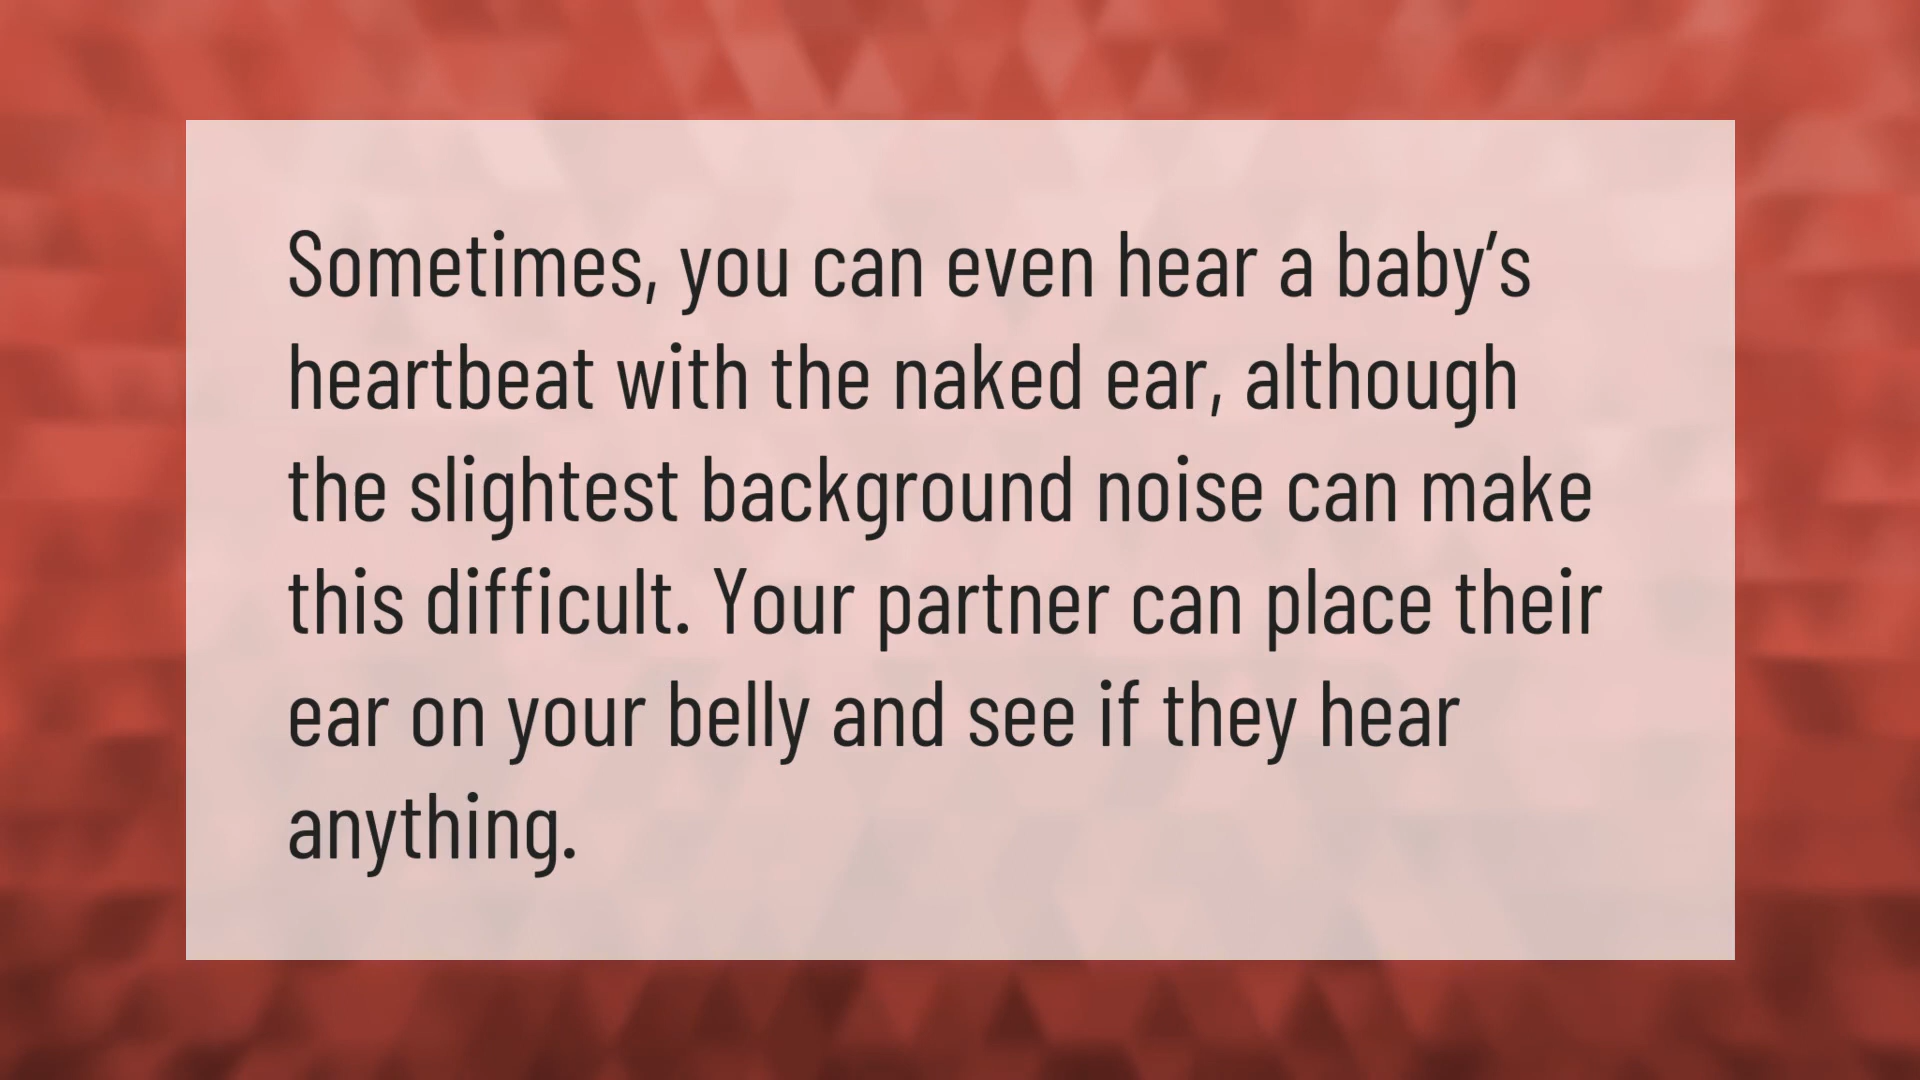 Sometimes, you can even hear a baby’s
heartbeat with the naked ear, although
the slightest background noise can make
this difficult. Your partner can place their
ear on your belly and see if they hear
anything.